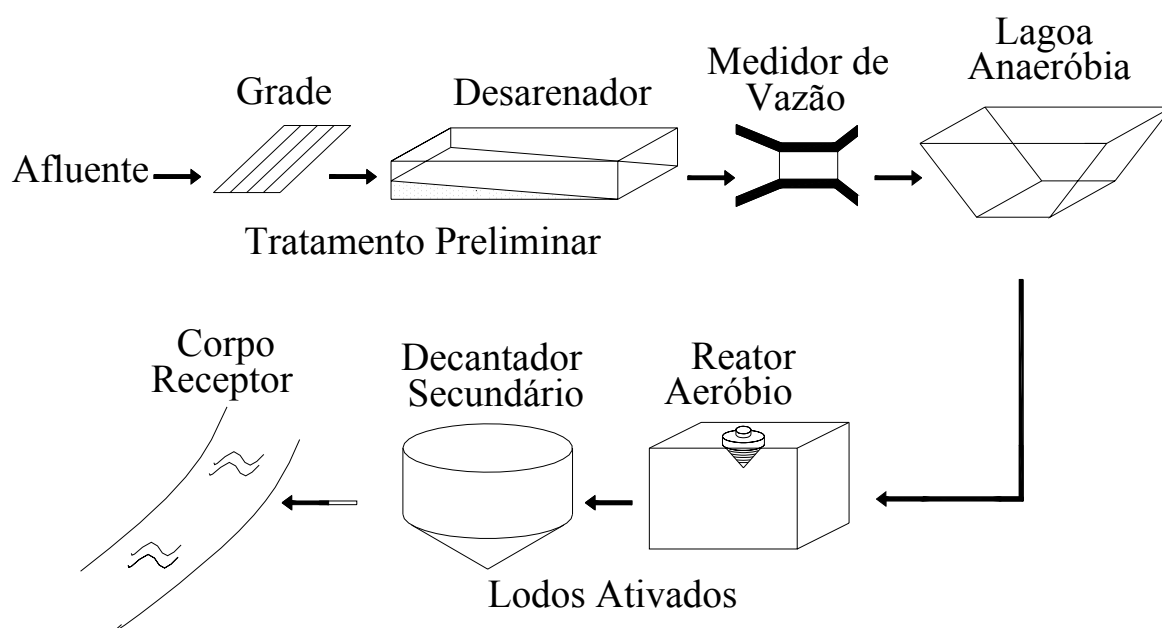 Grade
Desarenador
Medidor de
Vazão
Lagoa
Anaeróbia
Afluente
Tratamento Preliminar
Corpo
Receptor
Decantador
Secundário
Reator
Aeróbio
Lodos Ativados